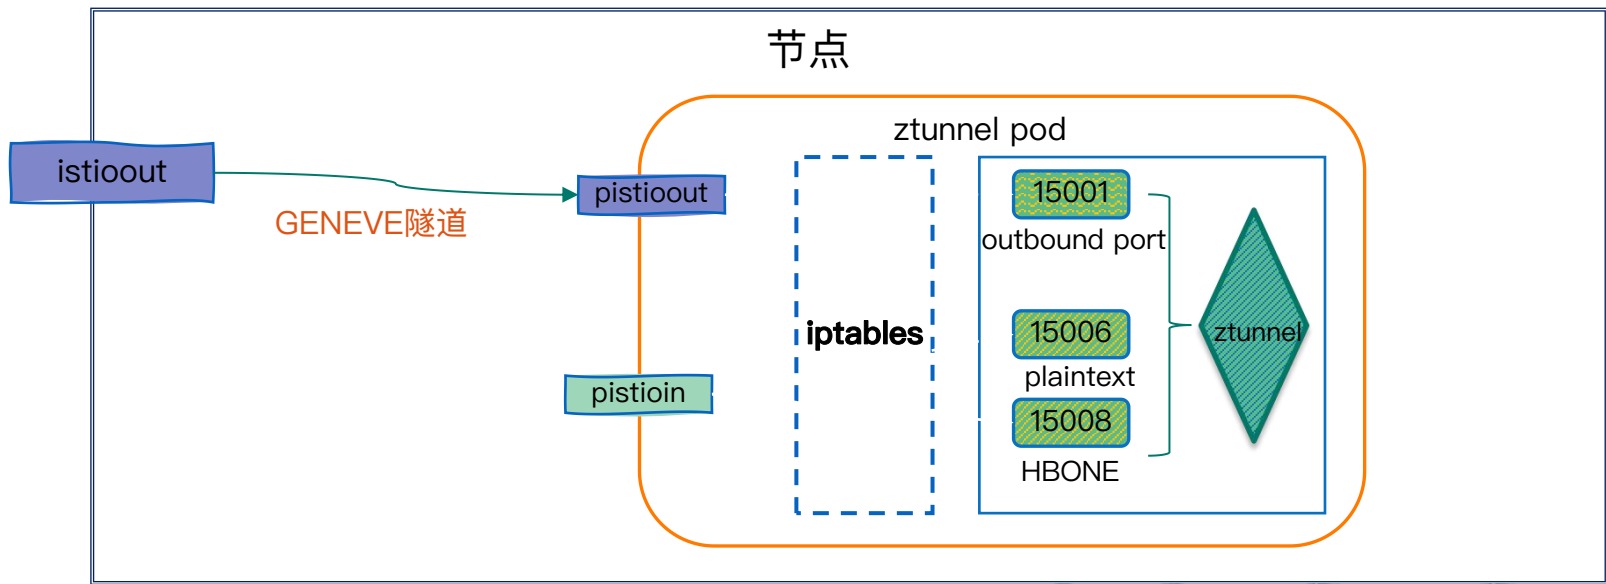 节点
ztunnel pod
istioout
pistioout
GENEVE隧道
15001
outbound port
iptables
15006
ztunnel
plaintext
pistioin
15008
HBONE